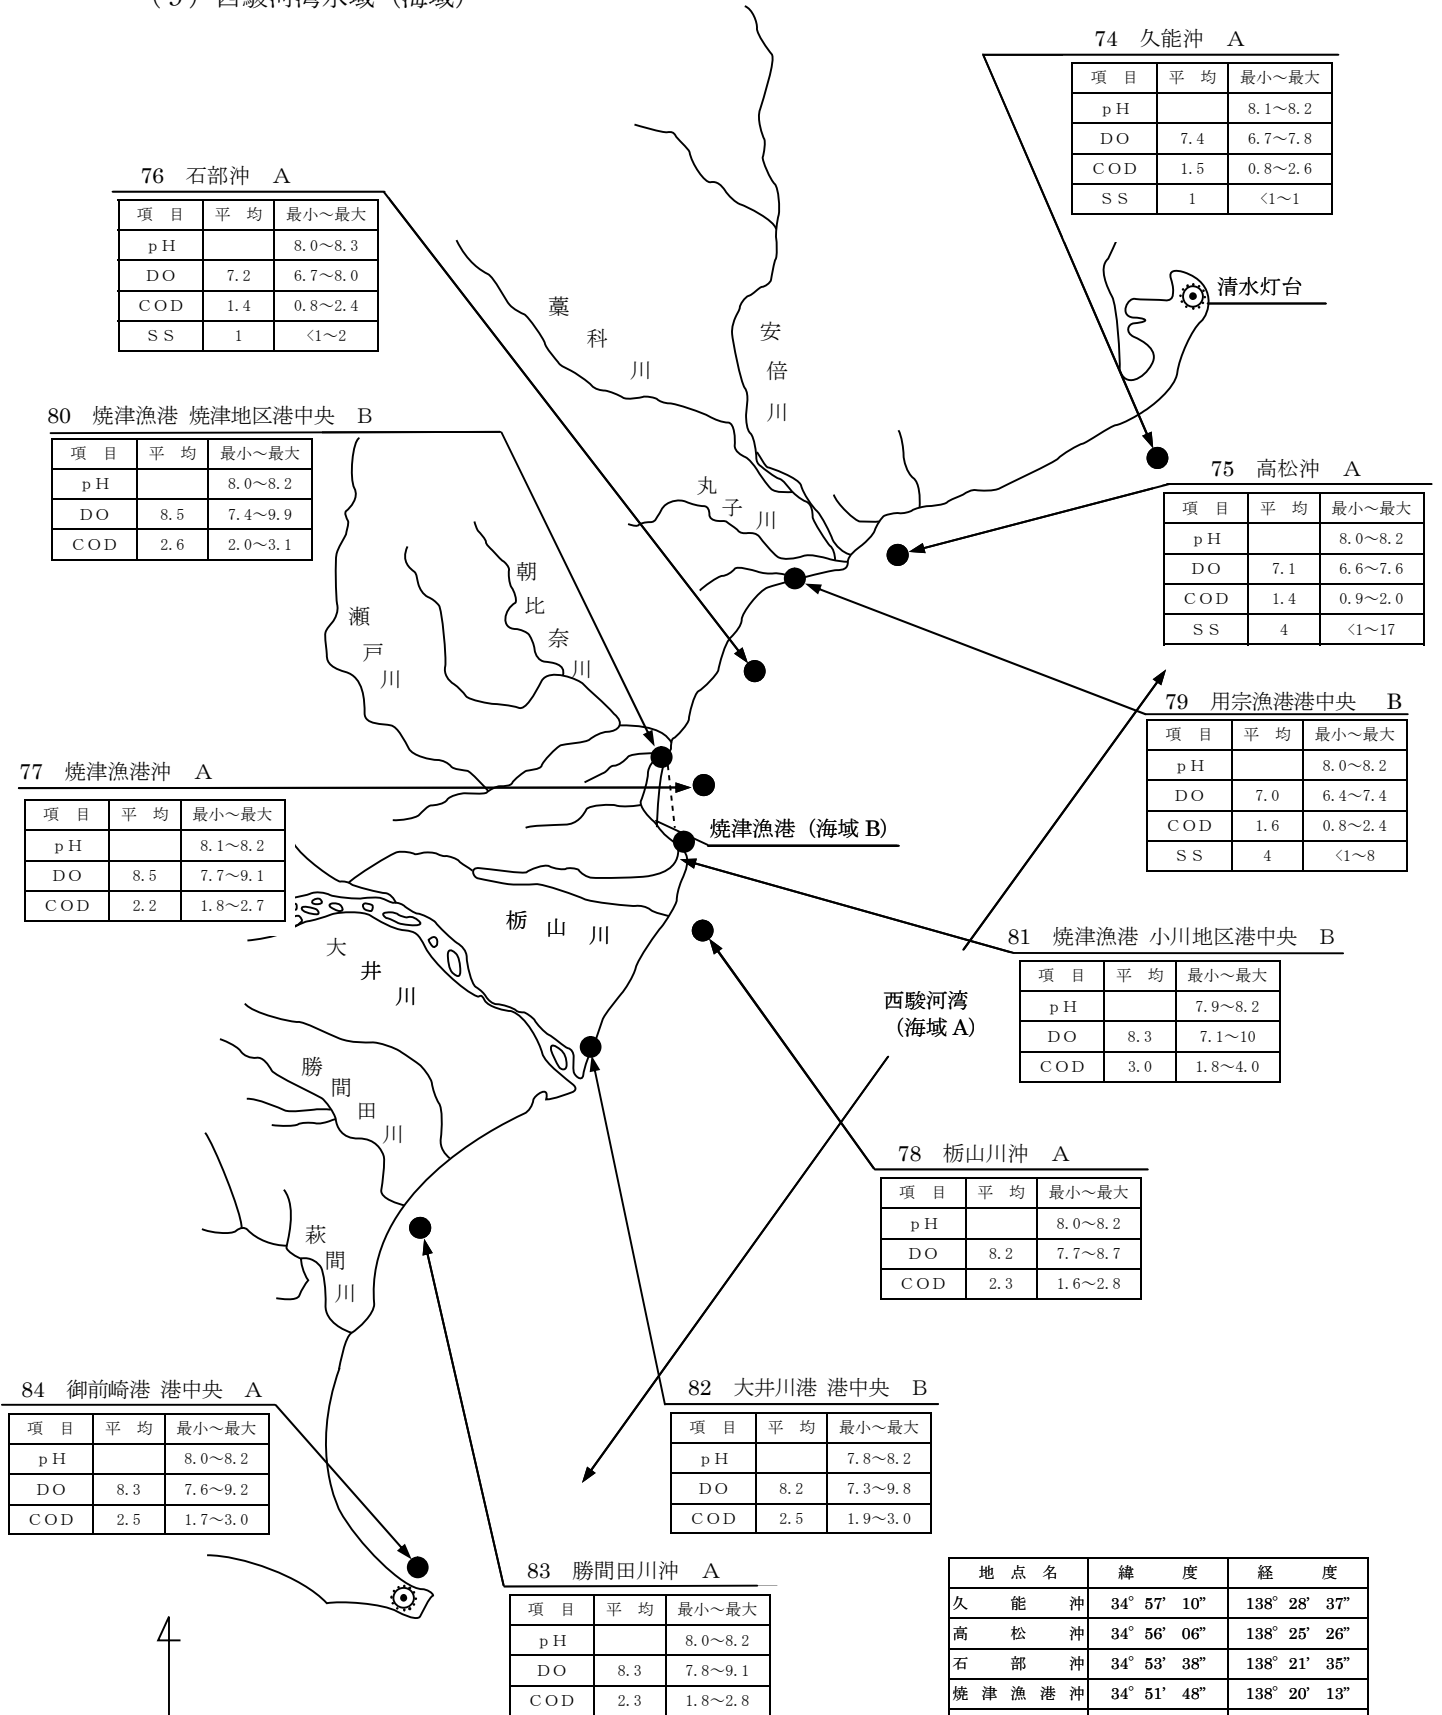 (5) 西駿河湾水域 (海域)
74 久能沖 A
項 目 平 均 最小～最大
pH 8.1～8.2
DO 7.4 6.7～7.8
COD 1.5 0.8～2.6
SS 1 <1～1
76 石部沖 A
項 目 平 均 最小～最大
pH 8.0～8.3
DO 7.2 6.7～8.0
COD 1.4 0.8～2.4
SS 1 <1～2
清水灯台
藁科川
安倍川
80 焼津漁港 焼津地区港中央 B
項 目 平 均 最小～最大
pH 8.0～8.2
DO 8.5 7.4～9.9
COD 2.6 2.0～3.1
75 高松沖 A
項 目 平 均 最小～最大
pH 8.0～8.2
DO 7.1 6.6～7.6
COD 1.4 0.9～2.0
SS 4 <1～17
丸子川
朝比奈川
瀬戸川
79 用宗漁港港中央 B
項 目 平 均 最小～最大
pH 8.0～8.2
DO 7.0 6.4～7.4
COD 1.6 0.8～2.4
SS 4 <1～8
77 焼津漁港沖 A
項 目 平 均 最小～最大
pH 8.1～8.2
DO 8.5 7.7～9.1
COD 2.2 1.8～2.7
焼津漁港 (海域 B)
栃山川
大井川
81 焼津漁港 小川地区港中央 B
項 目 平 均 最小～最大
pH 7.9～8.2
DO 8.3 7.1～10
COD 3.0 1.8～4.0
西駿河湾
(海域 A)
勝間田川
78 栃山川沖 A
項 目 平 均 最小～最大
pH 8.0～8.2
DO 8.2 7.7～8.7
COD 2.3 1.6～2.8
萩間川
84 御前崎港 港中央 A
項 目 平 均 最小～最大
pH 8.0～8.2
DO 8.3 7.6～9.2
COD 2.5 1.7～3.0
82 大井川港 港中央 B
項 目 平 均 最小～最大
pH 7.8～8.2
DO 8.2 7.3～9.8
COD 2.5 1.9～3.0
83 勝間田川沖 A
項 目 平 均 最小～最大
pH 8.0～8.2
DO 8.3 7.8～9.1
COD 2.3 1.8～2.8
地 点 名 緯 度 経 度
久 能 沖 34° 57’ 10” 138° 28’ 37”
高 松 沖 34° 56’ 06” 138° 25’ 26”
石 部 沖 34° 53’ 38” 138° 21’ 35”
焼 津 漁 港 沖 34° 51’ 48” 138° 20’ 13”